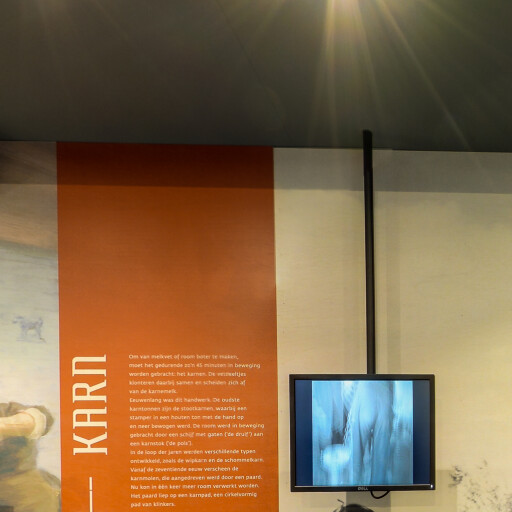 KARN
Om van melkvet of room boter te maken,
moet het gedurende zo'n 45 minuten in beweging
worden gebracht: het karnen. De vetdeeltjes
klonteren daarbij samen en scheiden zich af
van de karnemelk.
Eeuwenlang was dit handwerk. De oudste
karntonnen zijn de stootkarnen, waarbij een
stamper in een houten ton met de hand op
en neer bewogen werd. De room werd in beweging
gebracht door een schijf met gaten ('de druif') aan
een karnstok ('de pols').
In de loop der jaren werden verschillende typen
ontwikkeld, zoals de wipkarn en de schommelkarn.
Vanaf de zeventiende eeuw verscheen de
karnmolen, die aangedreven werd door een paard.
Nu kon in één keer meer room verwerkt worden.
Het paard liep op een karnpad, een cirkelvormig
pad van klinkers.
DELL